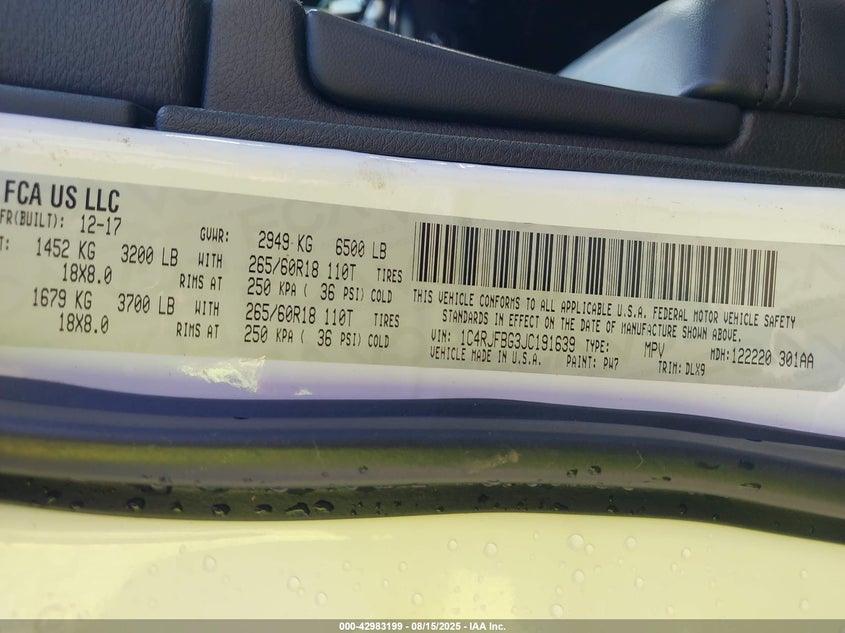 FCA US LLC
FR(BUILT): 12-17 GVWR: 2949 KG 6500 LB
T: 1452 KG 3200 LB WITH 265/60R18 110T TIRES
18X8.0 RIMS AT 250 KPA ( 36 PSI) COLD
1679 KG 3700 LB WITH 265/60R18 110T TIRES
18X8.0 RIMS AT 250 KPA ( 36 PSI) COLD
THIS VEHICLE CONFORMS TO ALL APPLICABLE U.S.A. FEDERAL MOTOR VEHICLE SAFETY
STANDARDS IN EFFECT ON THE DATE OF MANUFACTURE SHOWN ABOVE.
VIN: 1C4RJFBG3JC191639 TYPE: MPV MDH:122220 301AA
VEHICLE MADE IN U.S.A. PAINT: PW7 TRIM: DLX9
000-42983199 - 08/15/2025 - IAA Inc.